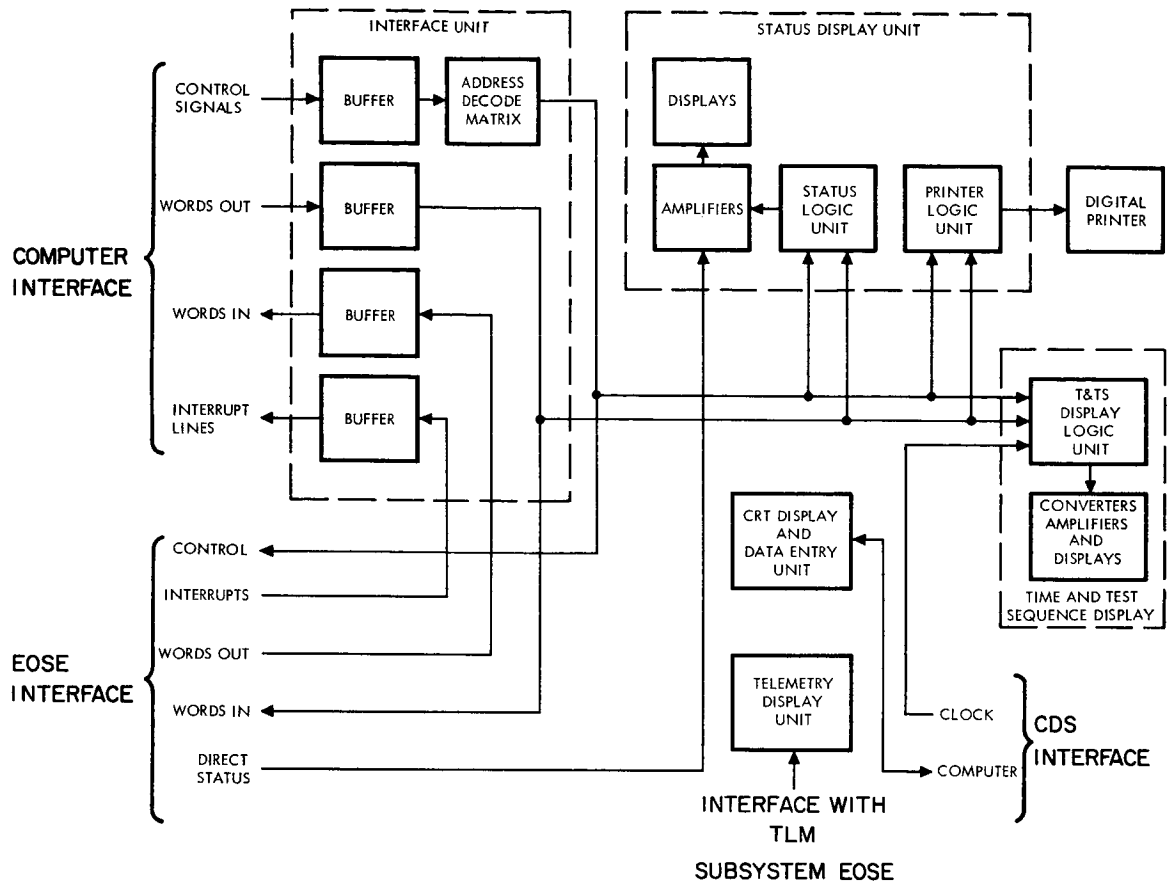 INTERFACE UNIT
STATUS DISPLAY UNIT
COMPUTER
INTERFACE
CONTROL
SIGNALS
BUFFER
ADDRESS
DECODE
MATRIX
WORDS OUT
BUFFER
WORDS IN
BUFFER
INTERRUPT
LINES
BUFFER
DISPLAYS
AMPLIFIERS
STATUS
LOGIC
UNIT
PRINTER
LOGIC
UNIT
DIGITAL
PRINTER
T&TS
DISPLAY
LOGIC
UNIT
CONVERTERS
AMPLIFIERS
AND
DISPLAYS
TIME AND TEST
SEQUENCE DISPLAY
CRT DISPLAY
AND
DATA ENTRY
UNIT
TELEMETRY
DISPLAY
UNIT
EOSE
INTERFACE
CONTROL
INTERRUPTS
WORDS OUT
WORDS IN
DIRECT
STATUS
CLOCK
COMPUTER
CDS
INTERFACE
INTERFACE WITH
TLM
SUBSYSTEM EOSE